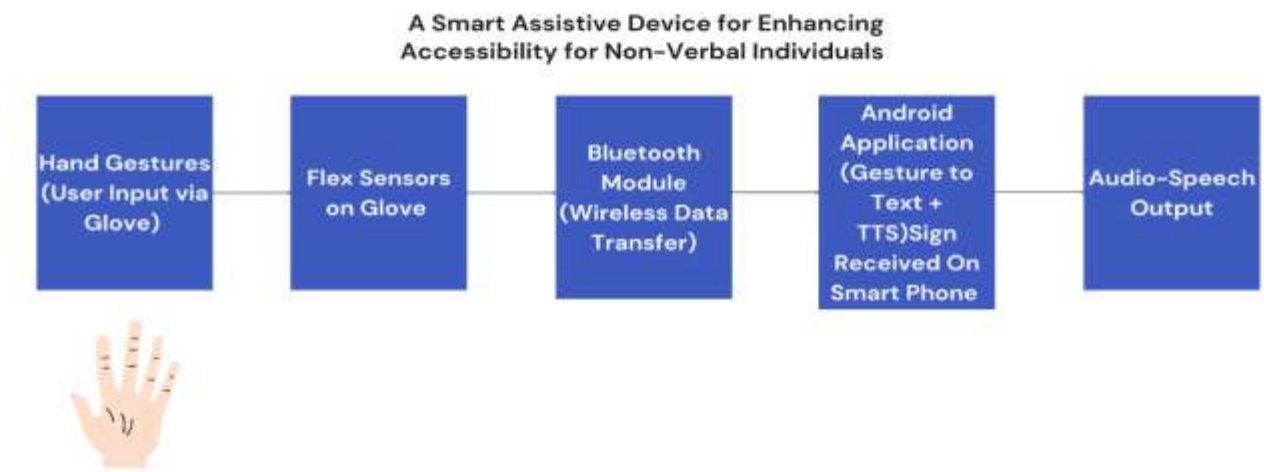 A Smart Assistive Device for Enhancing
Accessibility for Non-Verbal Individuals
Hand Gestures
(User Input via
Glove)
Flex Sensors
on Glove
Bluetooth
Module
(Wireless Data
Transfer)
Android
Application
(Gesture to
Text +
TTS)Sign
Received On
Smart Phone
Audio-Speech
Output